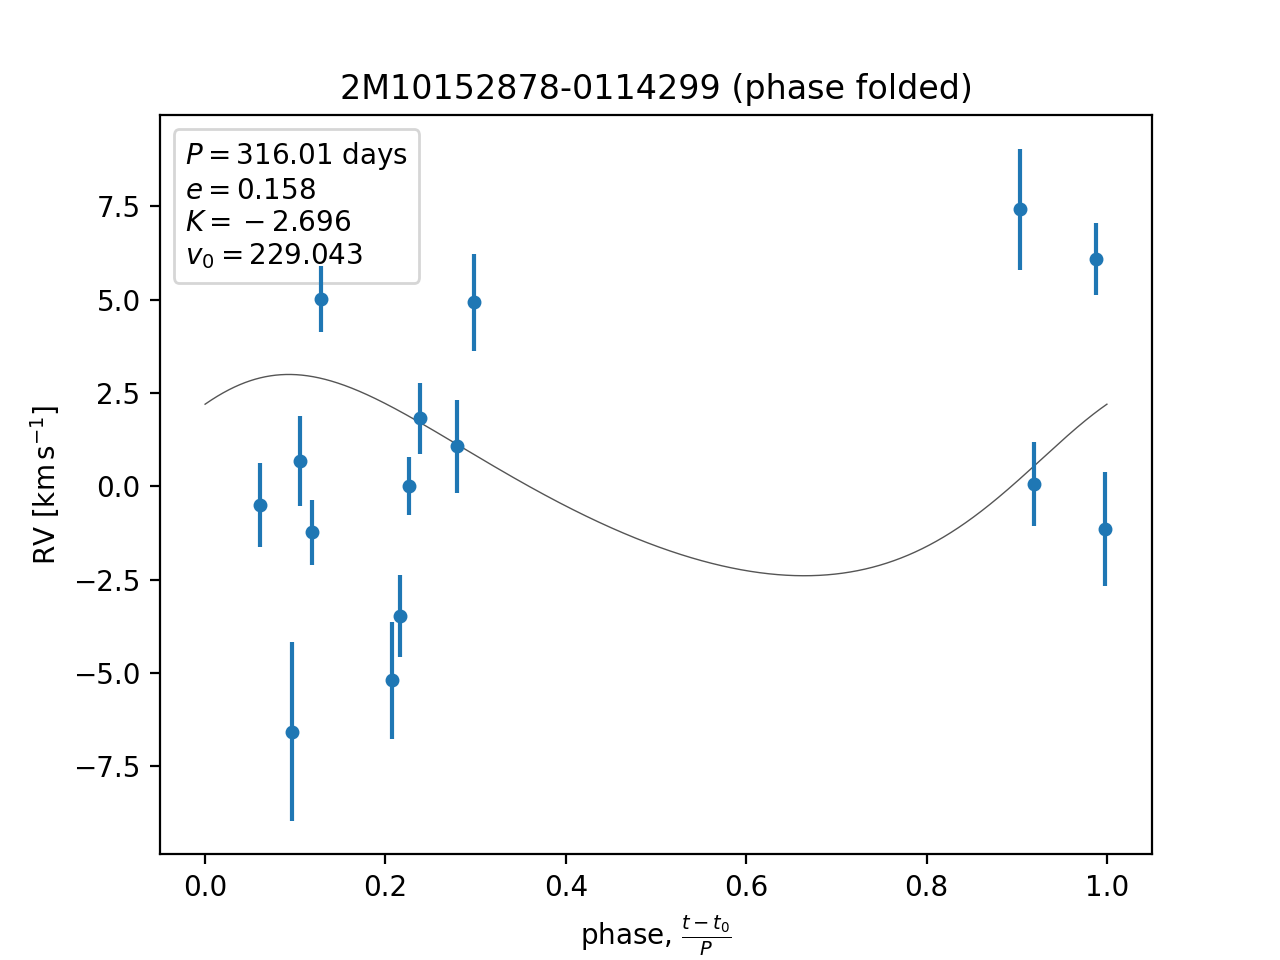 2M10152878-0114299 (phase folded)
P = 316.01 days
e = 0.158
K = −2.696
v₀ = 229.043
7.5
5.0
2.5
0.0
−2.5
−5.0
−7.5
RV [km s⁻¹]
0.0 0.2 0.4 0.6 0.8 1.0
phase, (t − t₀)/P